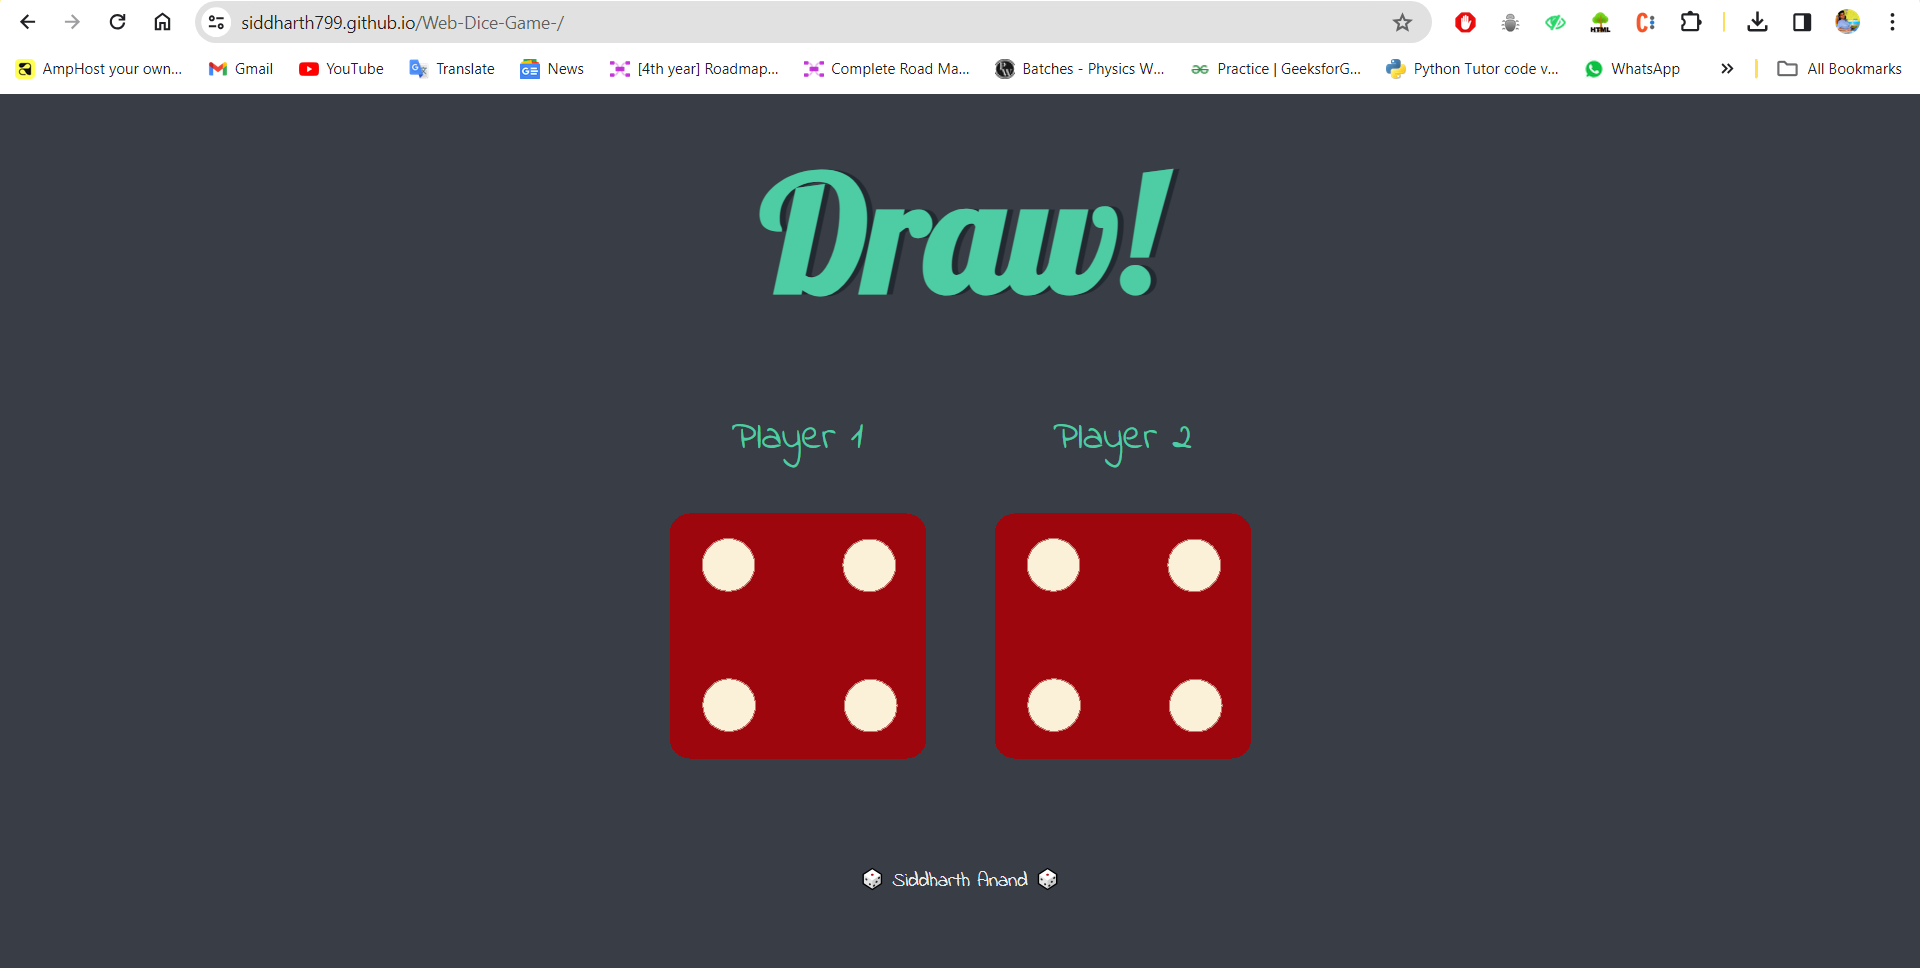 siddharth799.github.io/Web-Dice-Game-/
HTML
AmpHost your own... Gmail YouTube Translate News [4th year] Roadmap... Complete Road Ma... Batches - Physics W... Practice | GeeksforG... Python Tutor code v... WhatsApp » All Bookmarks
Draw!
Player 1 Player 2
Siddharth Anand